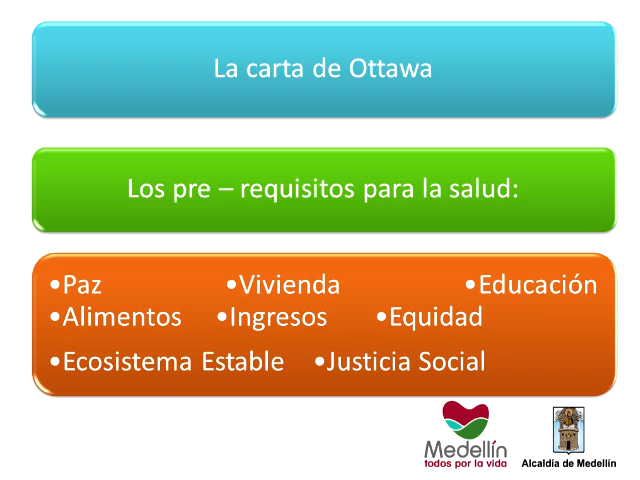 La carta de Ottawa
Los pre – requisitos para la salud:
•Paz •Vivienda •Educación
•Alimentos •Ingresos •Equidad
•Ecosistema Estable •Justicia Social
Medellín
todos por la vida
Alcaldía de Medellín